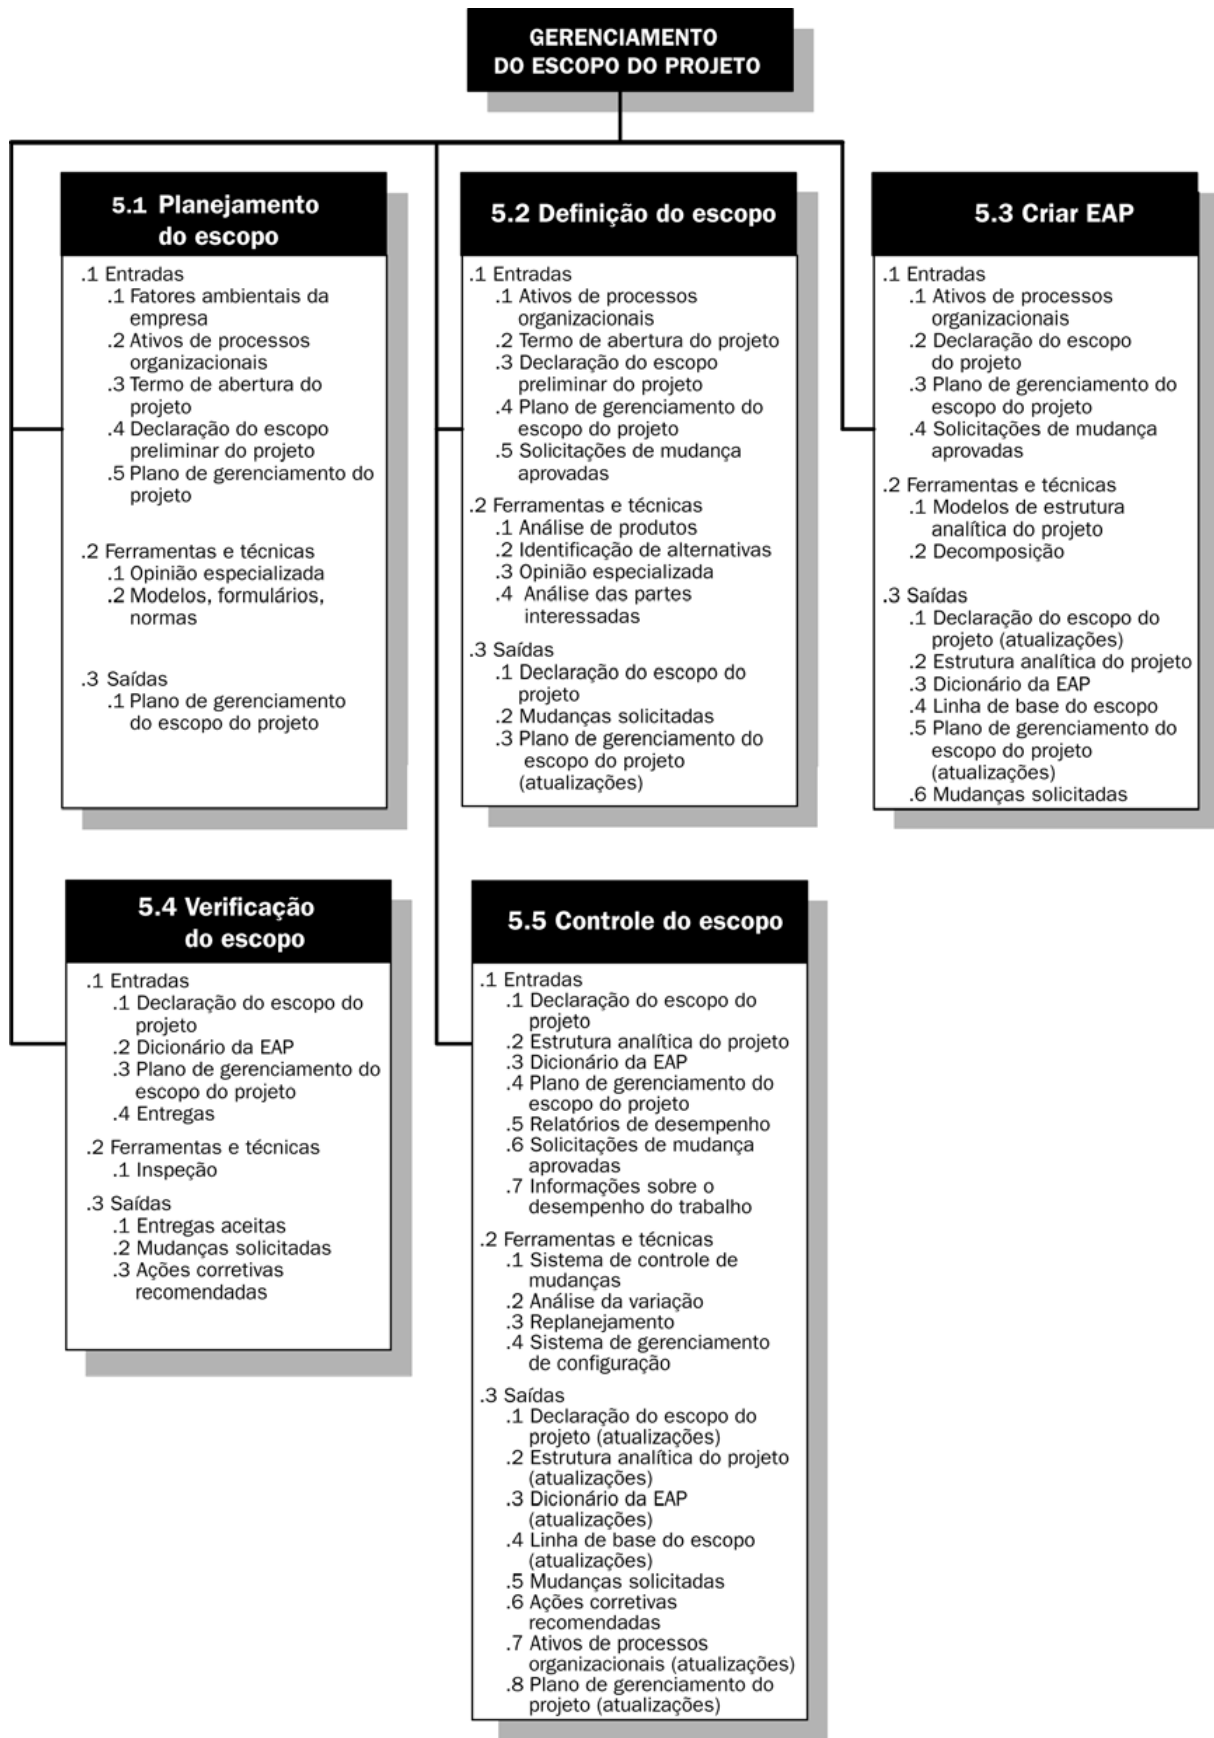 GERENCIAMENTO
DO ESCOPO DO PROJETO
5.1 Planejamento
do escopo
.1 Entradas
.1 Fatores ambientais da
empresa
.2 Ativos de processos
organizacionais
.3 Termo de abertura do
projeto
.4 Declaração do escopo
preliminar do projeto
.5 Plano de gerenciamento do
projeto
.2 Ferramentas e técnicas
.1 Opinião especializada
.2 Modelos, formulários,
normas
.3 Saídas
.1 Plano de gerenciamento
do escopo do projeto
5.2 Definição do escopo
.1 Entradas
.1 Ativos de processos
organizacionais
.2 Termo de abertura do projeto
.3 Declaração do escopo
preliminar do projeto
.4 Plano de gerenciamento do
escopo do projeto
.5 Solicitações de mudança
aprovadas
.2 Ferramentas e técnicas
.1 Análise de produtos
.2 Identificação de alternativas
.3 Opinião especializada
.4 Análise das partes
interessadas
.3 Saídas
.1 Declaração do escopo do
projeto
.2 Mudanças solicitadas
.3 Plano de gerenciamento do
escopo do projeto
(atualizações)
5.3 Criar EAP
.1 Entradas
.1 Ativos de processos
organizacionais
.2 Declaração do escopo
do projeto
.3 Plano de gerenciamento do
escopo do projeto
.4 Solicitações de mudança
aprovadas
.2 Ferramentas e técnicas
.1 Modelos de estrutura
analítica do projeto
.2 Decomposição
.3 Saídas
.1 Declaração do escopo do
projeto (atualizações)
.2 Estrutura analítica do projeto
.3 Dicionário da EAP
.4 Linha de base do escopo
.5 Plano de gerenciamento do
escopo do projeto
(atualizações)
.6 Mudanças solicitadas
5.4 Verificação
do escopo
.1 Entradas
.1 Declaração do escopo do
projeto
.2 Dicionário da EAP
.3 Plano de gerenciamento do
escopo do projeto
.4 Entregas
.2 Ferramentas e técnicas
.1 Inspeção
.3 Saídas
.1 Entregas aceitas
.2 Mudanças solicitadas
.3 Ações corretivas
recomendadas
5.5 Controle do escopo
.1 Entradas
.1 Declaração do escopo do
projeto
.2 Estrutura analítica do projeto
.3 Dicionário da EAP
.4 Plano de gerenciamento do
escopo do projeto
.5 Relatórios de desempenho
.6 Solicitações de mudança
aprovadas
.7 Informações sobre o
desempenho do trabalho
.2 Ferramentas e técnicas
.1 Sistema de controle de
mudanças
.2 Análise da variação
.3 Replanejamento
.4 Sistema de gerenciamento
de configuração
.3 Saídas
.1 Declaração do escopo do
projeto (atualizações)
.2 Estrutura analítica do projeto
(atualizações)
.3 Dicionário da EAP
(atualizações)
.4 Linha de base do escopo
(atualizações)
.5 Mudanças solicitadas
.6 Ações corretivas
recomendadas
.7 Ativos de processos
organizacionais (atualizações)
.8 Plano de gerenciamento do
projeto (atualizações)